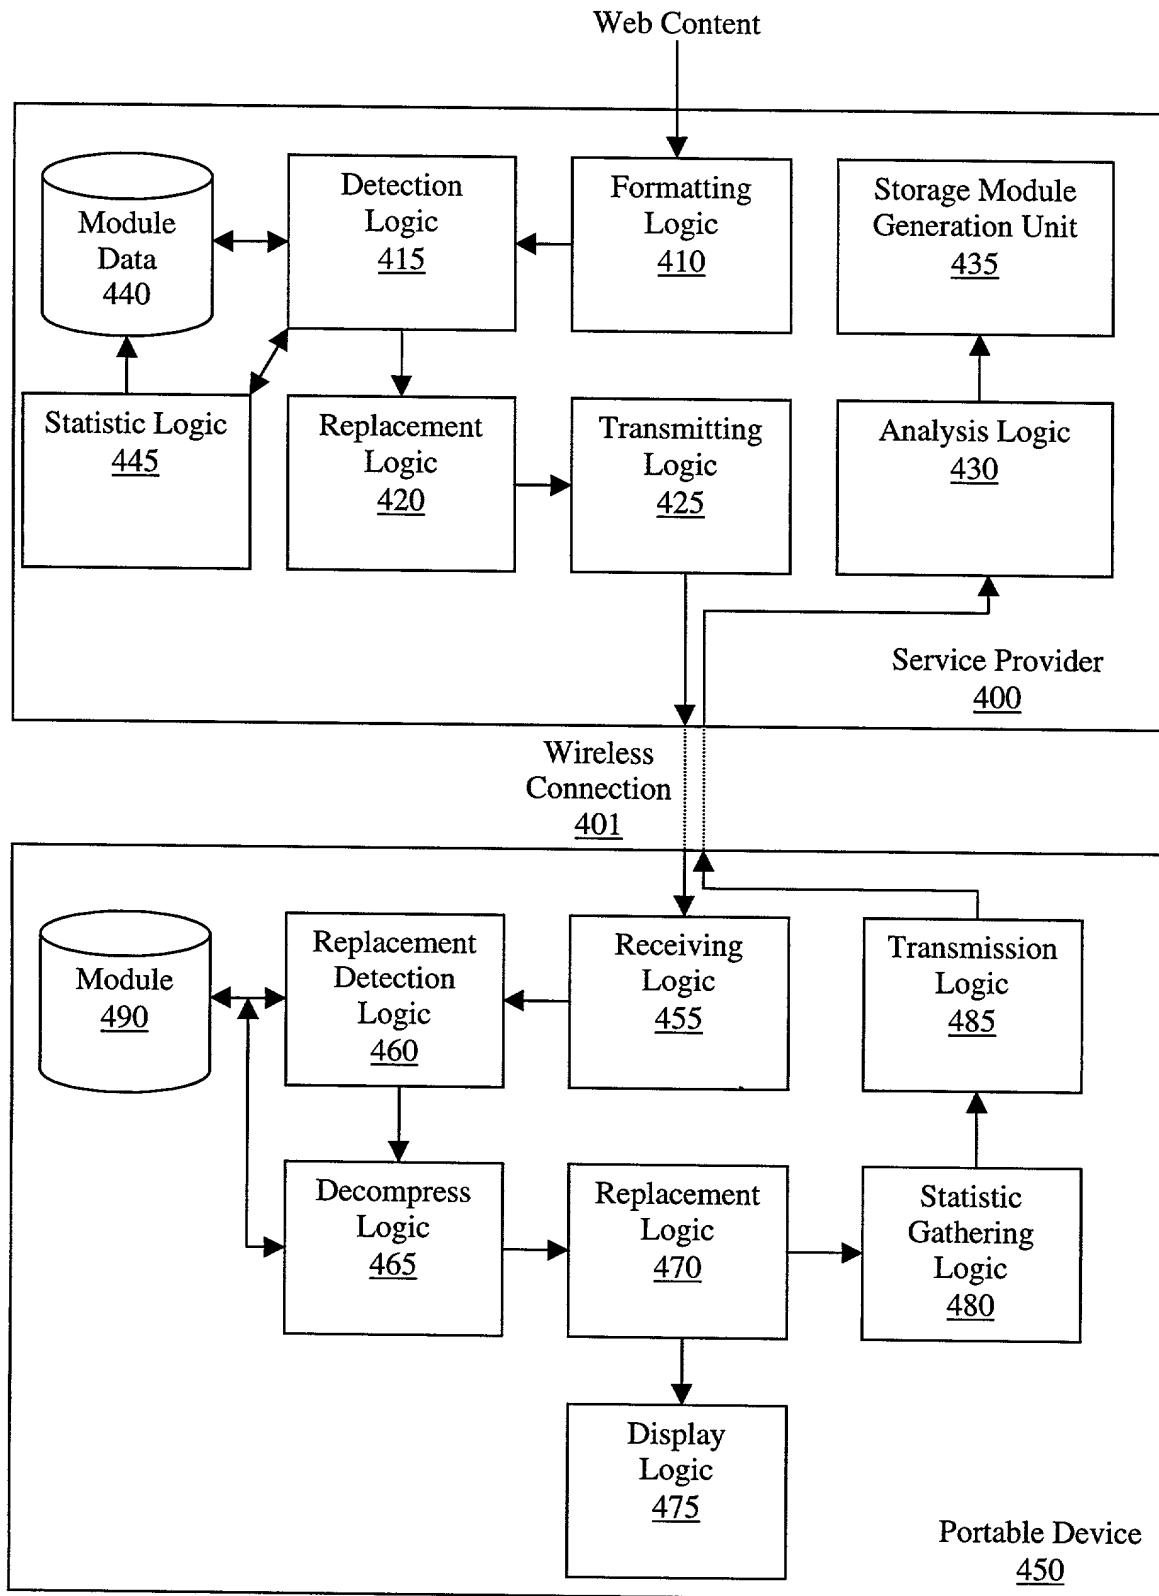 Web Content
Module
Data
440
Detection
Logic
415
Formatting
Logic
410
Storage Module
Generation Unit
435
Statistic Logic
445
Replacement
Logic
420
Transmitting
Logic
425
Analysis Logic
430
Service Provider
400
Wireless
Connection
401
Module
490
Replacement
Detection
Logic
460
Receiving
Logic
455
Transmission
Logic
485
Decompress
Logic
465
Replacement
Logic
470
Statistic
Gathering
Logic
480
Display
Logic
475
Portable Device
450